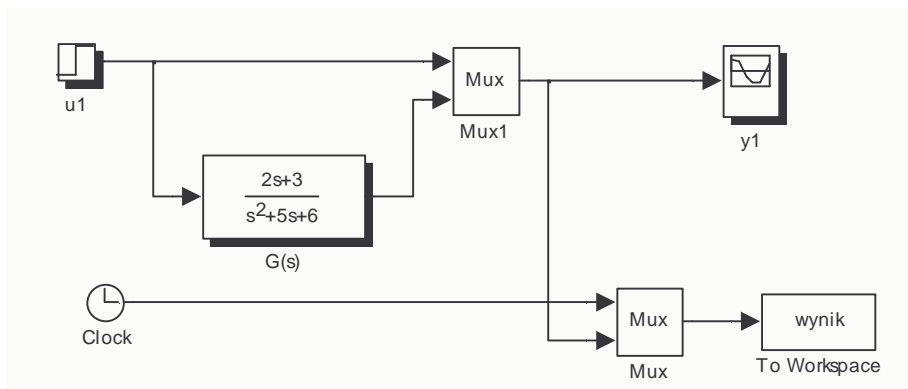 u1
Mux
Mux1
y1
2s+3
s²+5s+6
G(s)
Clock
Mux
Mux
wynik
To Workspace